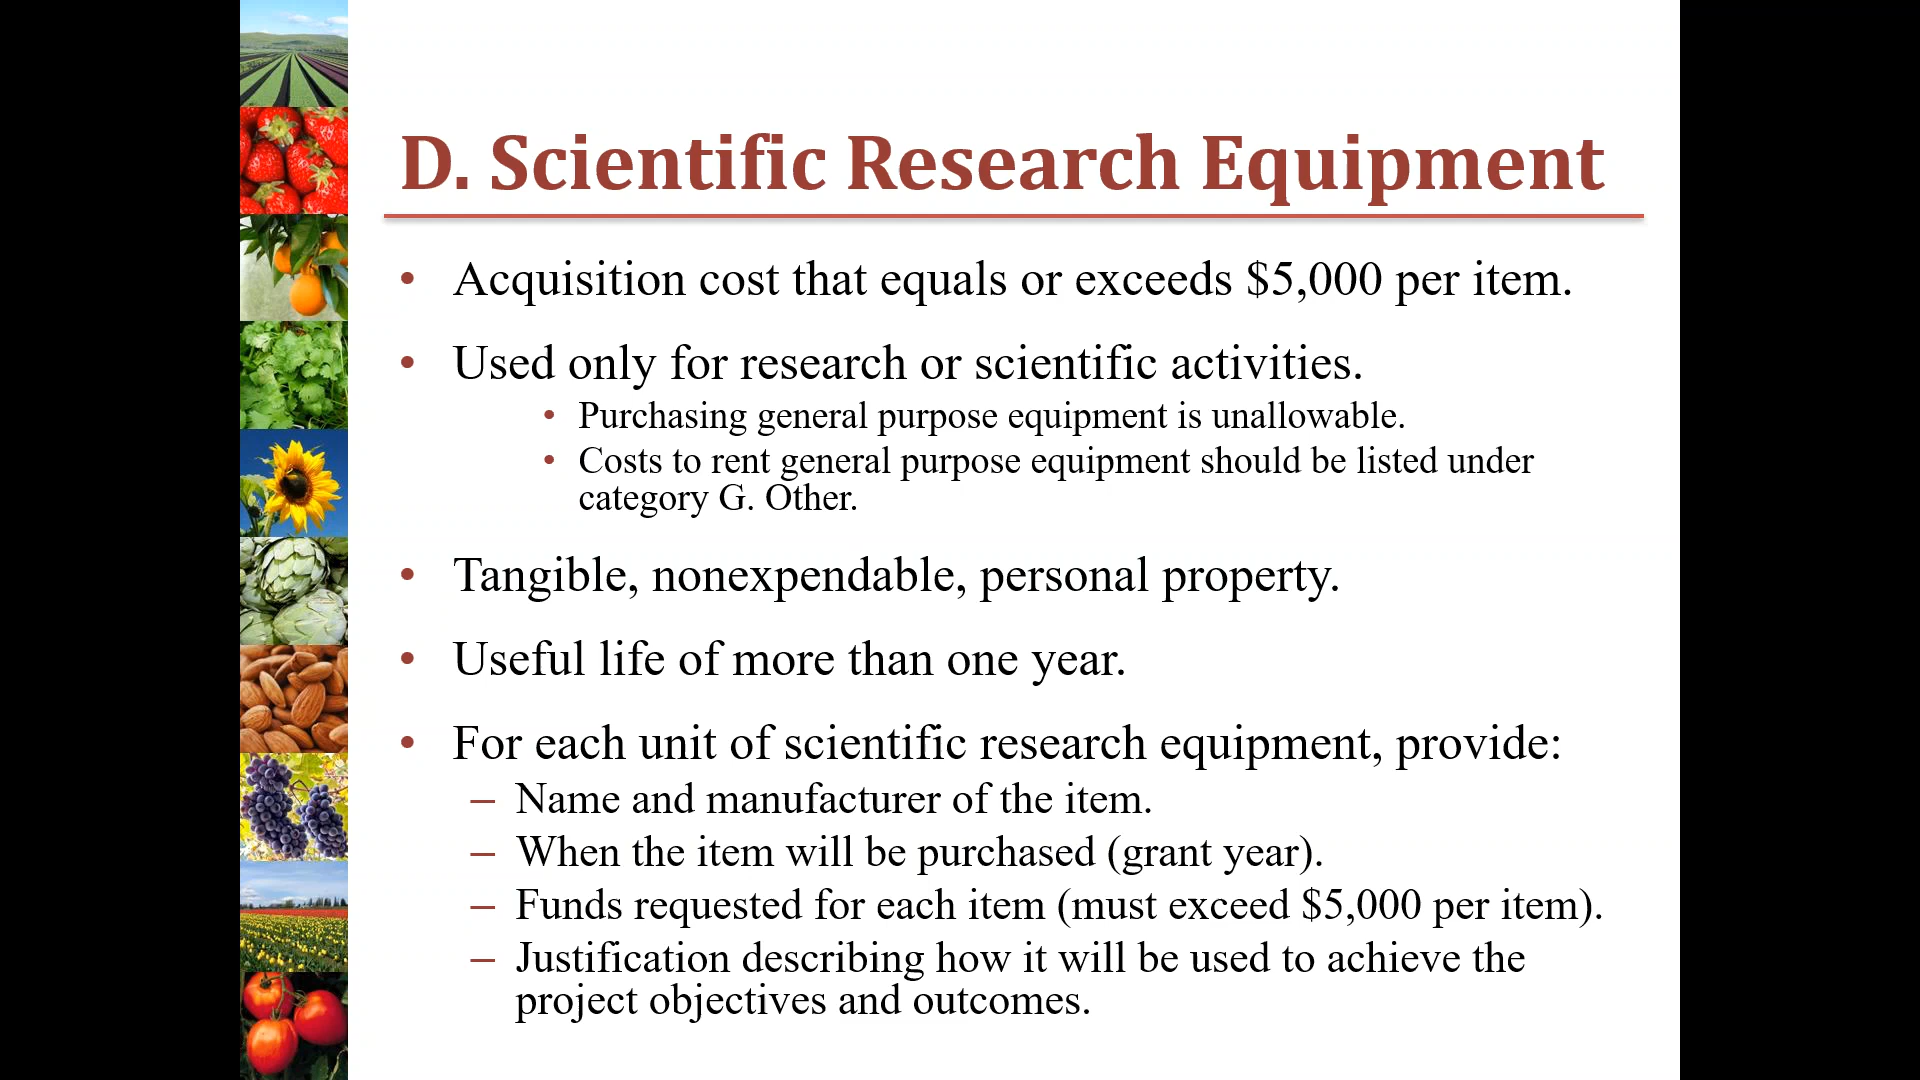 D. Scientific Research Equipment
• Acquisition cost that equals or exceeds $5,000 per item.
• Used only for research or scientific activities.
• Purchasing general purpose equipment is unallowable.
• Costs to rent general purpose equipment should be listed under
category G. Other.
• Tangible, nonexpendable, personal property.
• Useful life of more than one year.
• For each unit of scientific research equipment, provide:
– Name and manufacturer of the item.
– When the item will be purchased (grant year).
– Funds requested for each item (must exceed $5,000 per item).
– Justification describing how it will be used to achieve the
project objectives and outcomes.